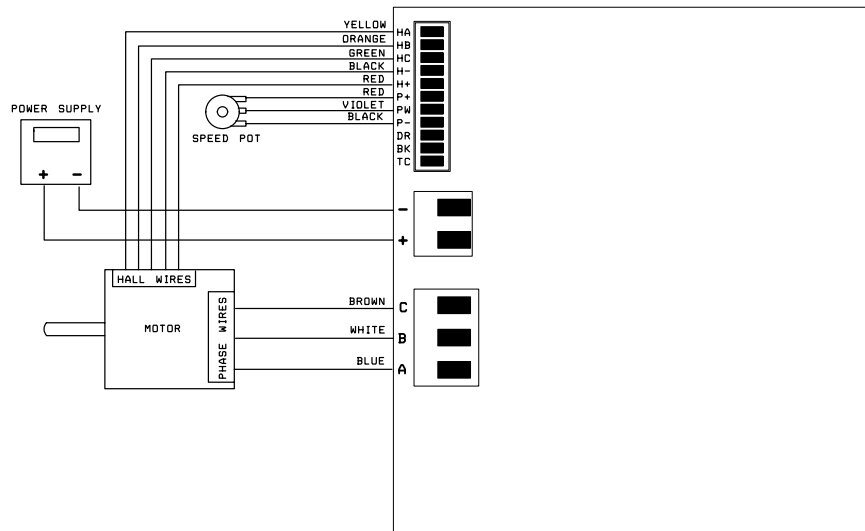 YELLOW HA
ORANGE HB
GREEN HC
BLACK H-
RED H+
RED P+
VIOLET PW
BLACK P-
DR
BK
TC
SPEED POT
POWER SUPPLY
+ -
-
+
HALL WIRES
MOTOR
PHASE WIRES
BROWN C
WHITE B
BLUE A